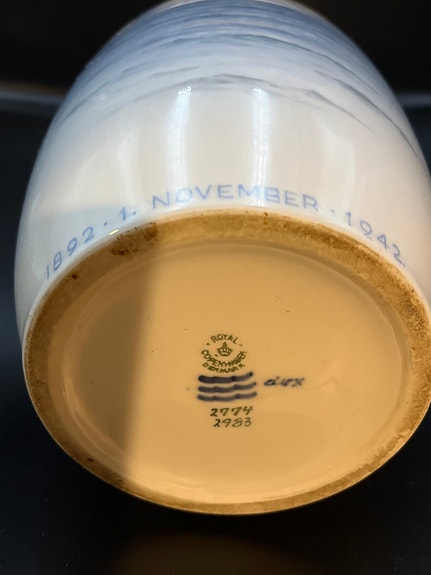 1892 · 1. NOVEMBER · 1942.
· ROYAL ·
COPENHAGEN
DENMARK
2774
2983